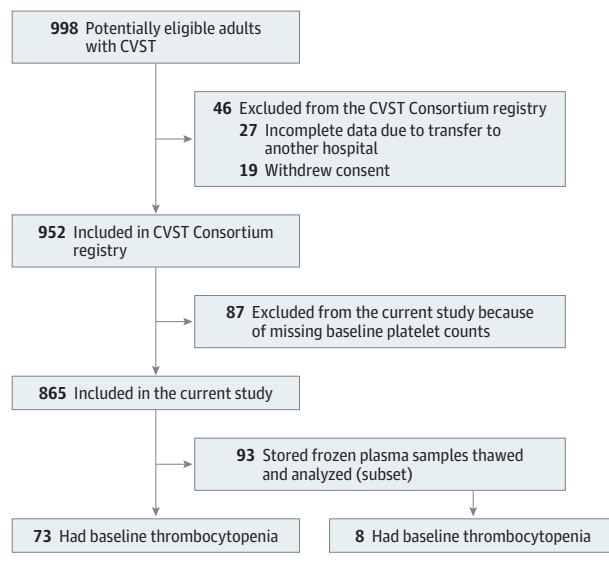 998 Potentially eligible adults
with CVST
46 Excluded from the CVST Consortium registry
27 Incomplete data due to transfer to
another hospital
19 Withdrew consent
952 Included in CVST Consortium
registry
87 Excluded from the current study because
of missing baseline platelet counts
865 Included in the current study
93 Stored frozen plasma samples thawed
and analyzed (subset)
73 Had baseline thrombocytopenia
8 Had baseline thrombocytopenia